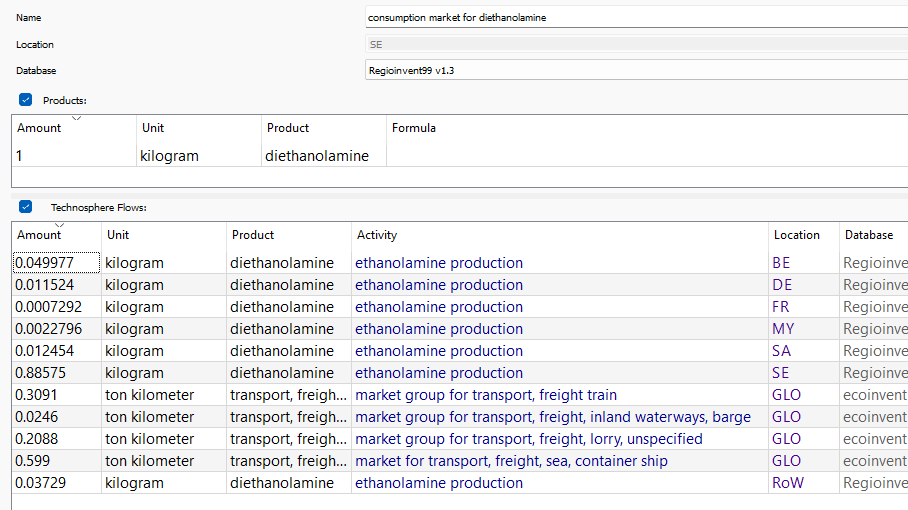 Name consumption market for diethanolamine
Location SE
Database Regioinvent99 v1.3
Products:
Amount Unit Product Formula
1 kilogram diethanolamine
Technosphere Flows:
Amount Unit Product Activity Location Database
0.049977 kilogram diethanolamine ethanolamine production BE Regioinve
0.011524 kilogram diethanolamine ethanolamine production DE Regioinve
0.0007292 kilogram diethanolamine ethanolamine production FR Regioinve
0.0022796 kilogram diethanolamine ethanolamine production MY Regioinve
0.012454 kilogram diethanolamine ethanolamine production SA Regioinve
0.88575 kilogram diethanolamine ethanolamine production SE Regioinve
0.3091 ton kilometer transport, freigh... market group for transport, freight train GLO ecoinvent
0.0246 ton kilometer transport, freigh... market group for transport, freight, inland waterways, barge GLO ecoinvent
0.2088 ton kilometer transport, freigh... market group for transport, freight, lorry, unspecified GLO ecoinvent
0.599 ton kilometer transport, freigh... market for transport, freight, sea, container ship GLO ecoinvent
0.03729 kilogram diethanolamine ethanolamine production RoW Regioinve